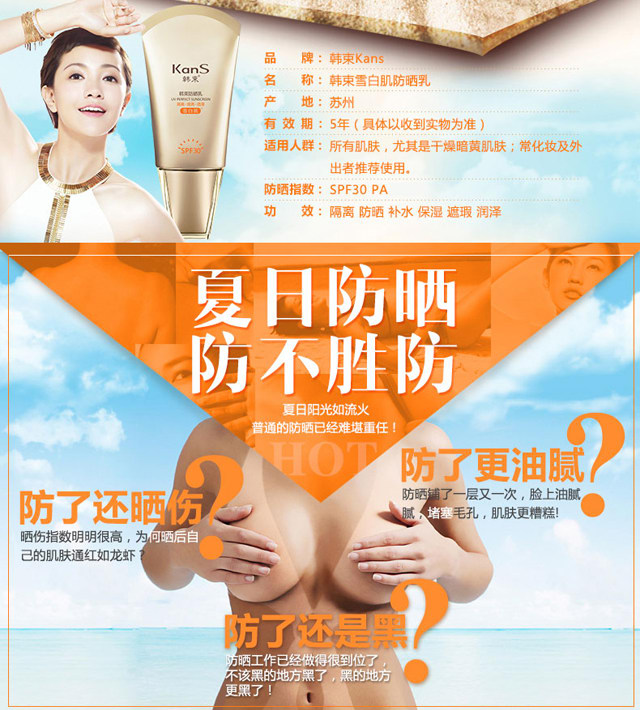 KanS
韩束
韩束防晒乳
SPF30
品 牌：韩束Kans
名 称：韩束雪白肌防晒乳
产 地：苏州
有 效 期：5年（具体以收到实物为准）
适用人群：所有肌肤，尤其是干燥暗黄肌肤；常化妆及外
出者推荐使用。
防晒指数：SPF30 PA
功 效：隔离 防晒 补水 保湿 遮瑕 润泽
夏日防晒
防不胜防
夏日阳光如流火
普通的防晒已经难堪重任！
HOT
防了更油腻？
防晒铺了一层又一次，脸上油腻
腻，堵塞毛孔，肌肤更糟糕!
防了还晒伤？
晒伤指数明明很高，为何晒后自
己的肌肤通红如龙虾？
防了还是黑？
防晒工作已经做得很到位了，
不该黑的地方黑了，黑的地方
更黑了！